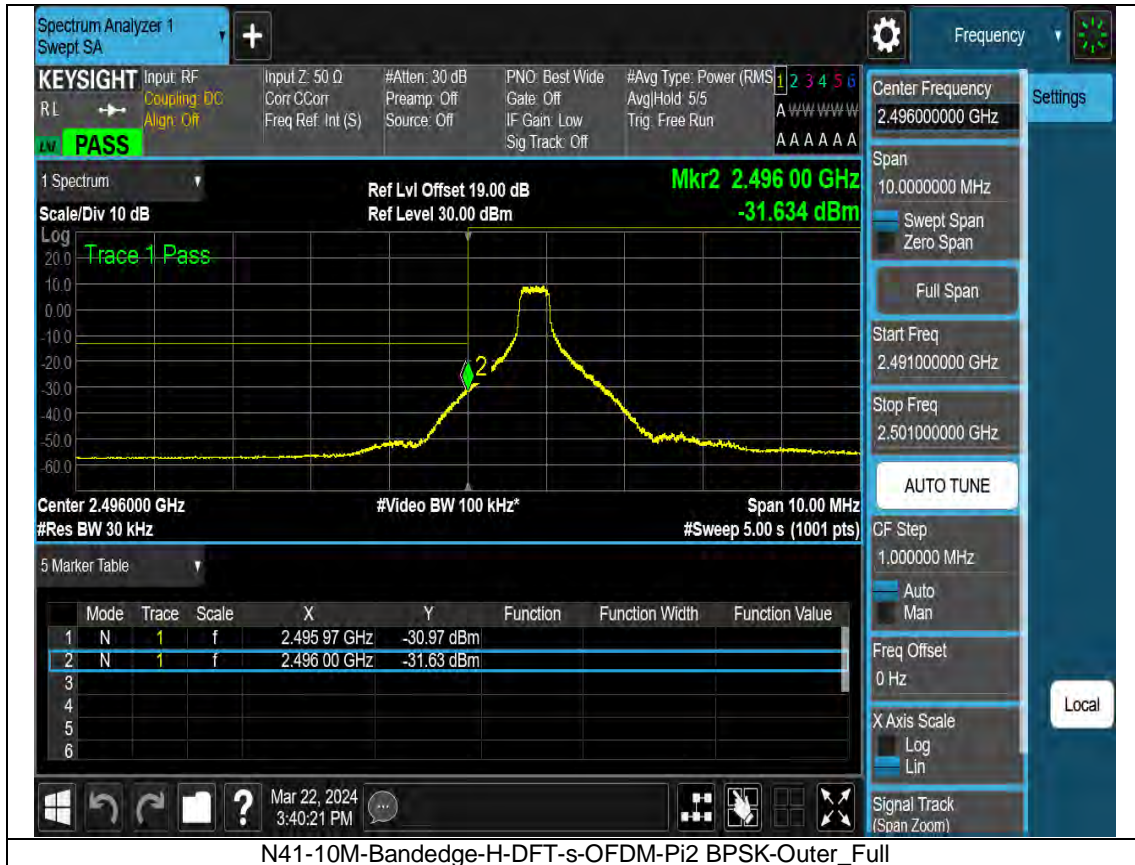 Spectrum Analyzer 1
Swept SA
+
Frequency
KEYSIGHT
RL
PASS
Input: RF
Coupling: DC
Align: Off
Input Z: 50 Ω
Corr CCorr
Freq Ref: Int (S)
#Atten: 30 dB
Preamp: Off
Source: Off
PNO: Best Wide
Gate: Off
IF Gain: Low
Sig Track: Off
#Avg Type: Power (RMS
Avg|Hold: 5/5
Trig: Free Run
1 2 3 4 5 6
A W W W W W
A A A A A A
1 Spectrum
Scale/Div 10 dB
Ref Lvl Offset 19.00 dB
Ref Level 30.00 dBm
Mkr2 2.496 00 GHz
-31.634 dBm
Log
Trace 1 Pass
20.0
10.0
0.00
-10.0
-20.0
-30.0
-40.0
-50.0
-60.0
2
Center 2.496000 GHz
#Video BW 100 kHz*
Span 10.00 MHz
#Res BW 30 kHz
#Sweep 5.00 s (1001 pts)
5 Marker Table
Mode Trace Scale X Y Function Function Width Function Value
1 N 1 f 2.495 97 GHz -30.97 dBm
2 N 1 f 2.496 00 GHz -31.63 dBm
3
4
5
6
Mar 22, 2024
3:40:21 PM
?
Center Frequency
2.496000000 GHz
Settings
Span
10.0000000 MHz
Swept Span
Zero Span
Full Span
Start Freq
2.491000000 GHz
Stop Freq
2.501000000 GHz
AUTO TUNE
CF Step
1.000000 MHz
Auto
Man
Freq Offset
0 Hz
Local
X Axis Scale
Log
Lin
Signal Track
(Span Zoom)
N41-10M-Bandedge-H-DFT-s-OFDM-Pi2 BPSK-Outer_Full